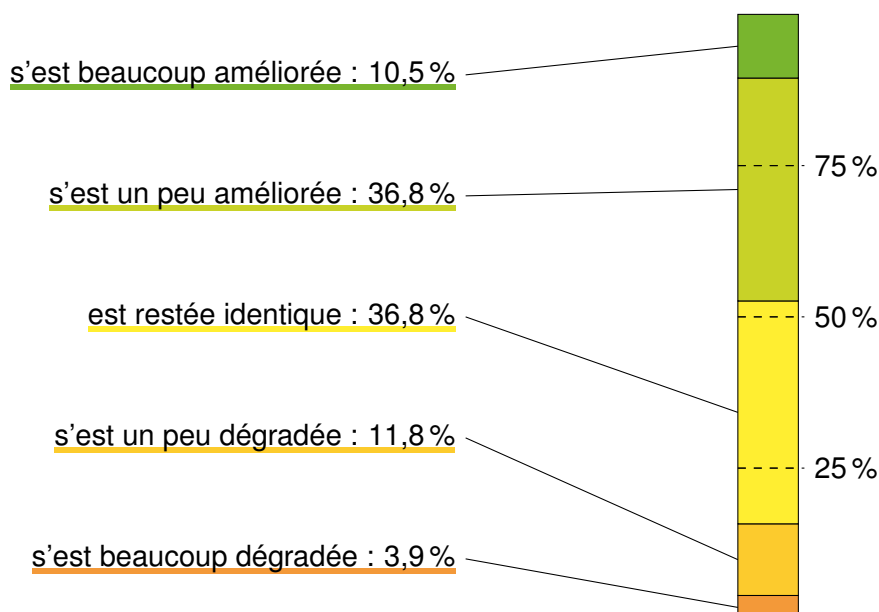 s’est beaucoup améliorée : 10,5 %
75 %
s’est un peu améliorée : 36,8 %
est restée identique : 36,8 %
50 %
s’est un peu dégradée : 11,8 %
25 %
s’est beaucoup dégradée : 3,9 %